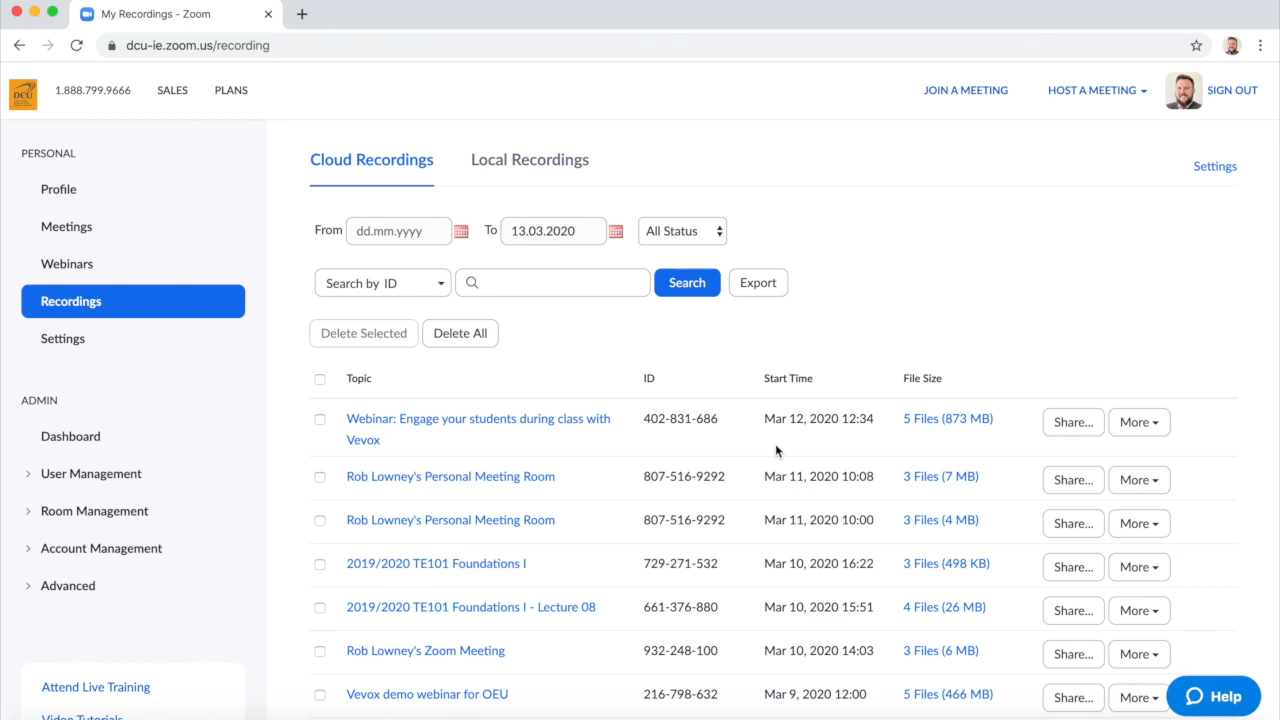 My Recordings - Zoom
dcu-ie.zoom.us/recording
DCU
1.888.799.9666 SALES PLANS
JOIN A MEETING HOST A MEETING SIGN OUT
PERSONAL
Profile
Meetings
Webinars
Recordings
Settings
ADMIN
Dashboard
User Management
Room Management
Account Management
Advanced
Attend Live Training
Video Tutorials
Cloud Recordings Local Recordings
Settings
From dd.mm.yyyy To 13.03.2020 All Status
Search by ID Search Export
Delete Selected Delete All
Topic ID Start Time File Size
Webinar: Engage your students during class with 402-831-686 Mar 12, 2020 12:34 5 Files (873 MB) Share... More
Vevox
Rob Lowney's Personal Meeting Room 807-516-9292 Mar 11, 2020 10:08 3 Files (7 MB) Share... More
Rob Lowney's Personal Meeting Room 807-516-9292 Mar 11, 2020 10:00 3 Files (4 MB) Share... More
2019/2020 TE101 Foundations I 729-271-532 Mar 10, 2020 16:22 3 Files (498 KB) Share... More
2019/2020 TE101 Foundations I - Lecture 08 661-376-880 Mar 10, 2020 15:51 4 Files (26 MB) Share... More
Rob Lowney's Zoom Meeting 932-248-100 Mar 10, 2020 14:03 3 Files (6 MB) Share... More
Vevox demo webinar for OEU 216-798-632 Mar 9, 2020 12:00 5 Files (466 MB) Share... More
Help